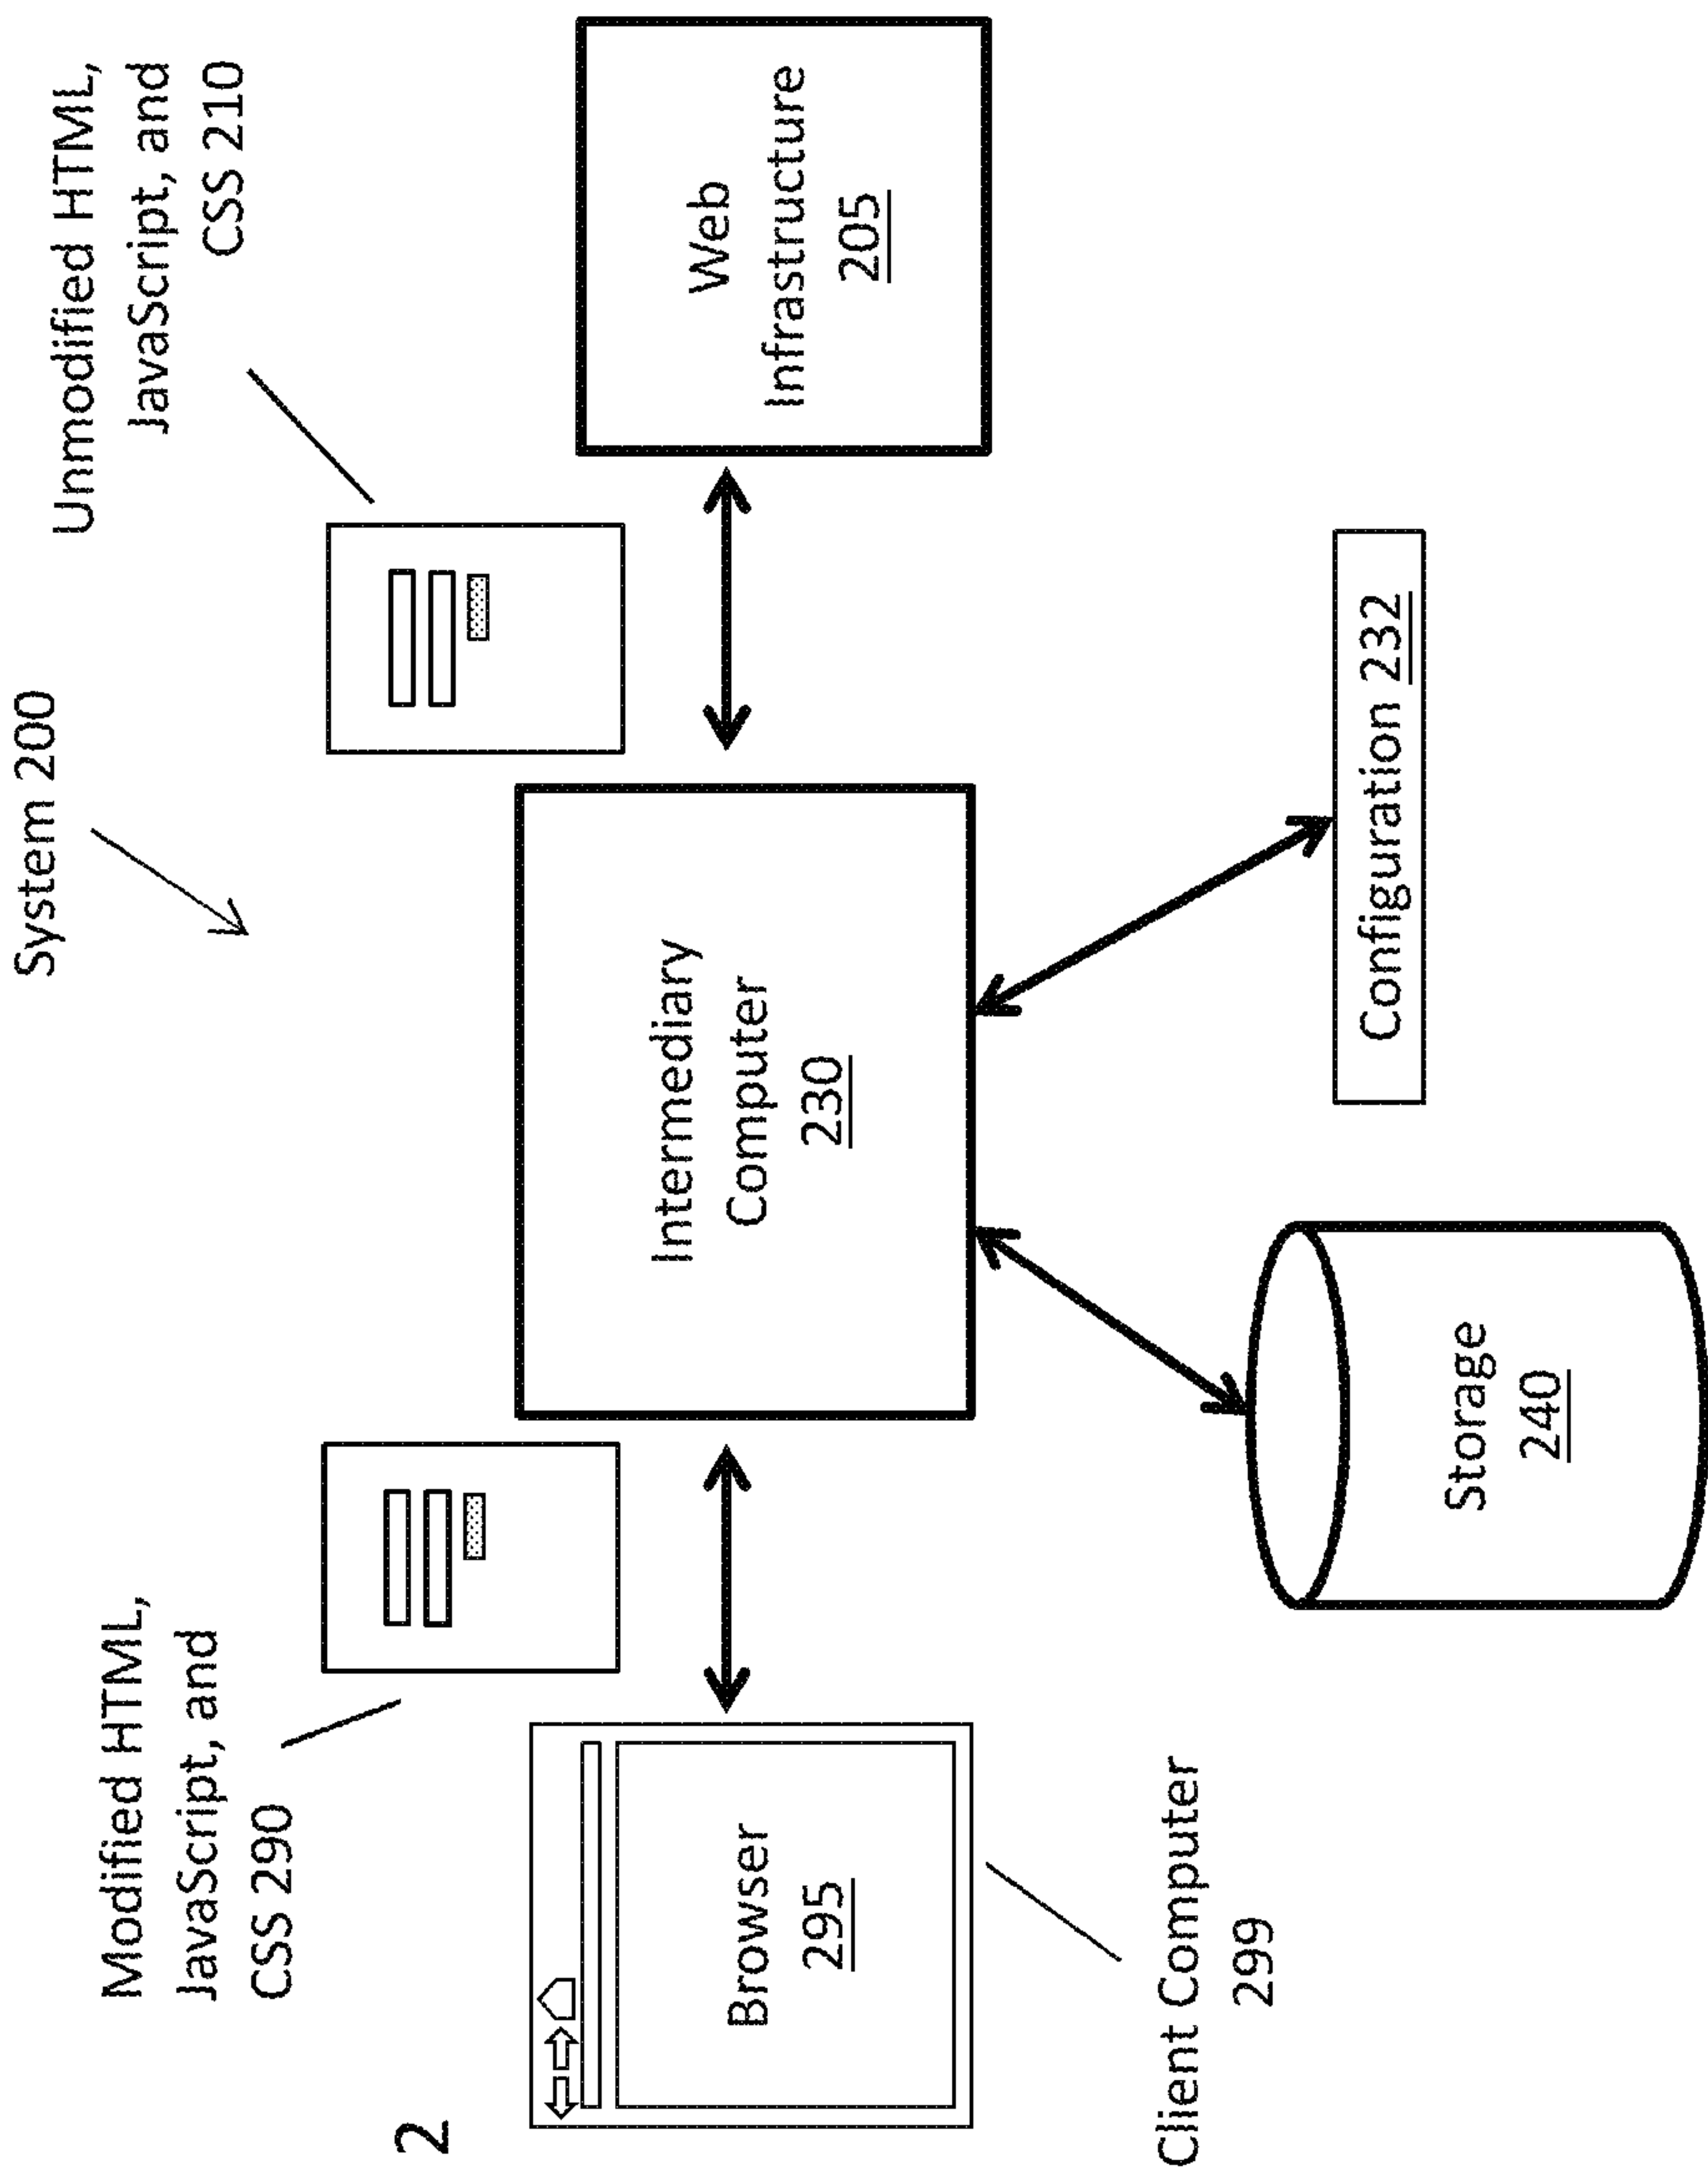 System 200
Modified HTML,
JavaScript, and
CSS 290
Unmodified HTML,
JavaScript, and
CSS 210
2
Browser
295
Intermediary
Computer
230
Web
Infrastructure
205
Client Computer
299
Storage
240
Configuration 232